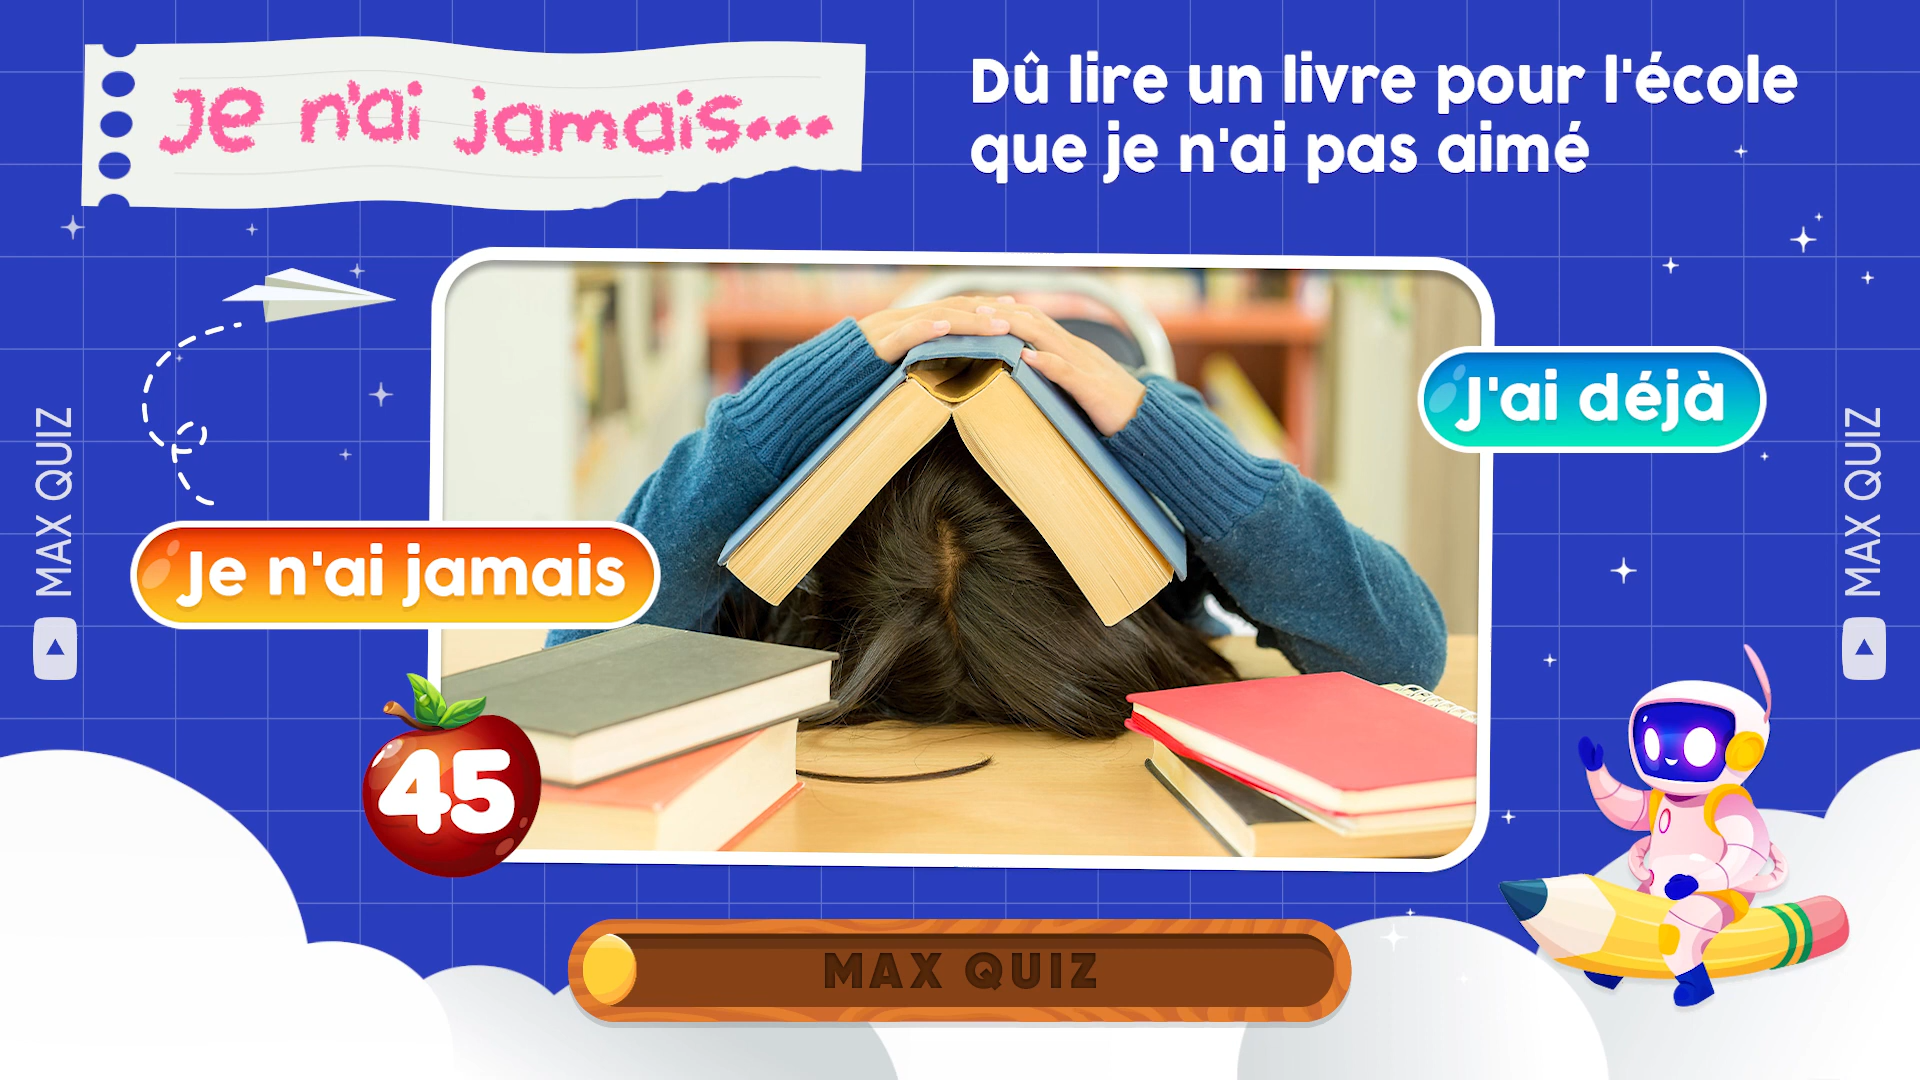 Je n'ai jamais...
Dû lire un livre pour l'école
que je n'ai pas aimé
J'ai déjà
Je n'ai jamais
45
MAX QUIZ
MAX QUIZ
MAX QUIZ